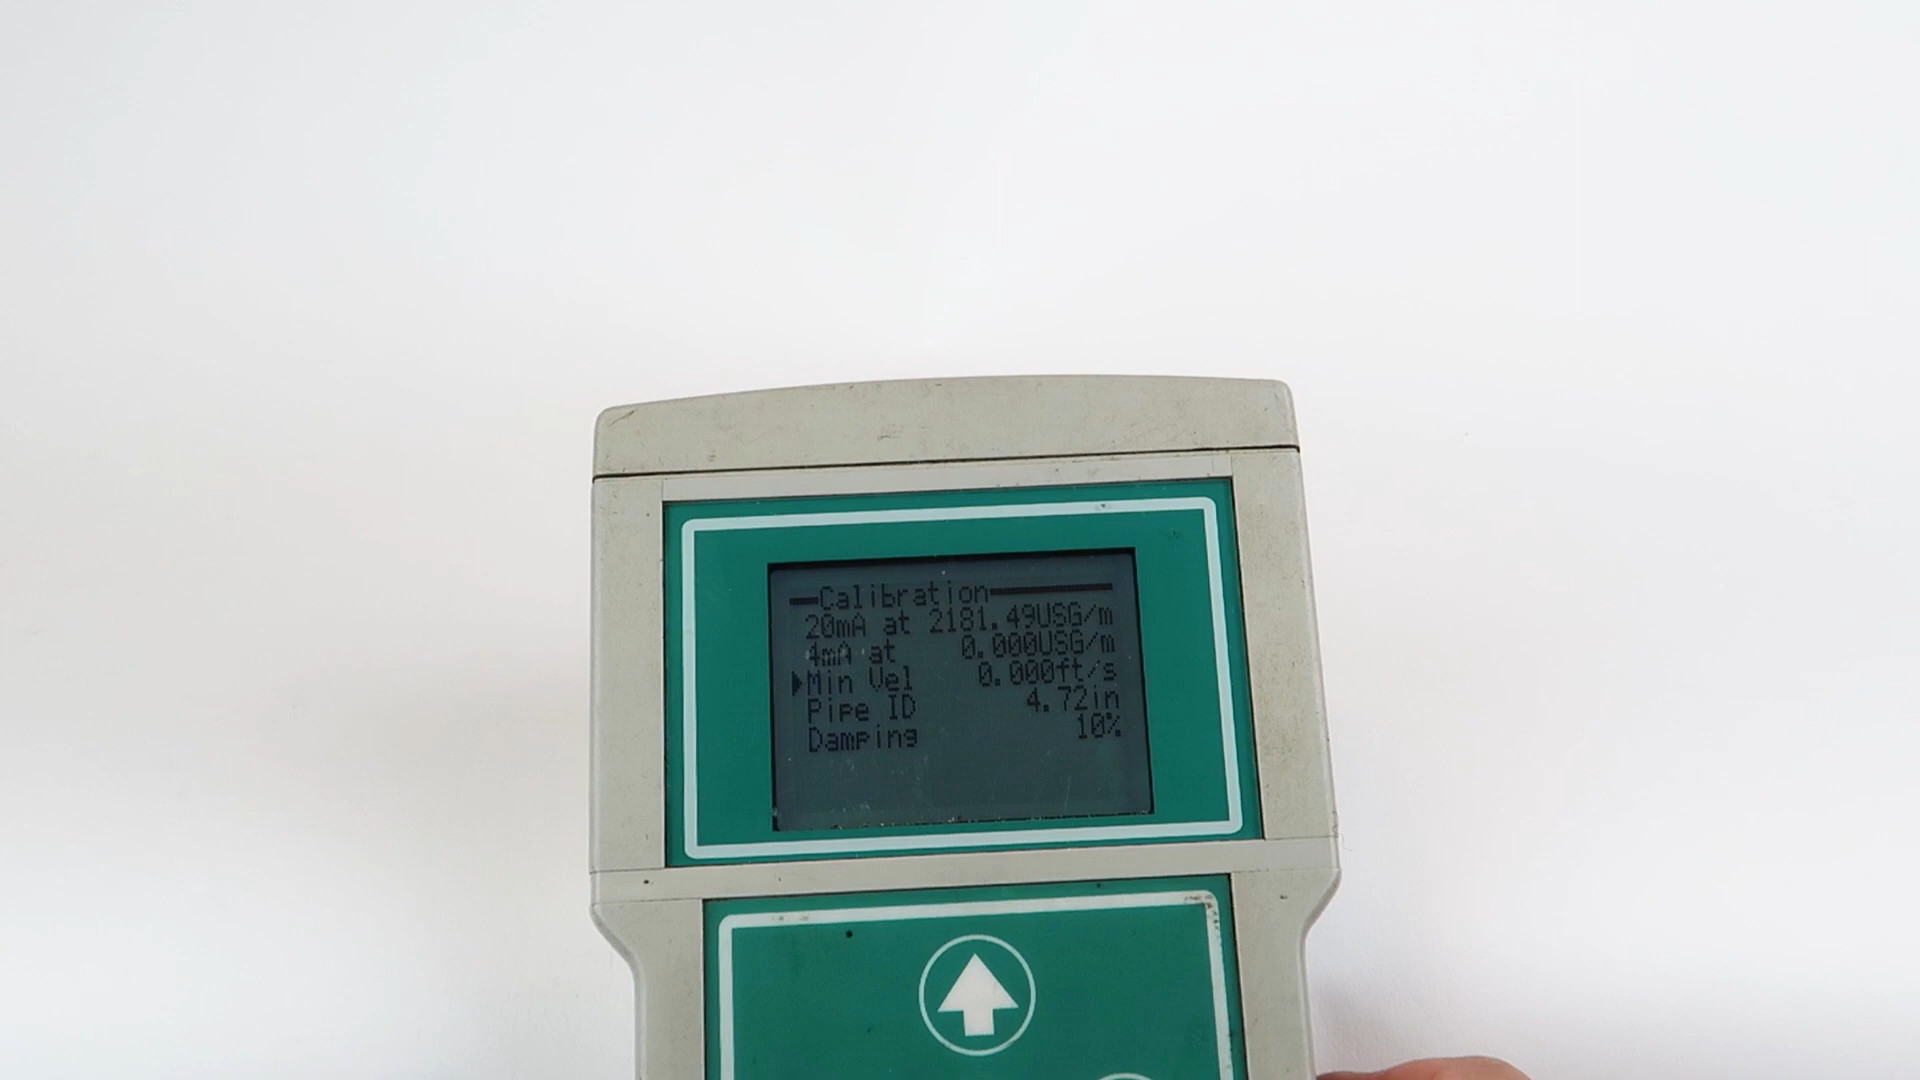 Calibration
20mA at 2181.49USG/m
4mA at 0.000USG/m
Min Vel 0.000ft/s
Pipe ID 4.72in
Damping 10%